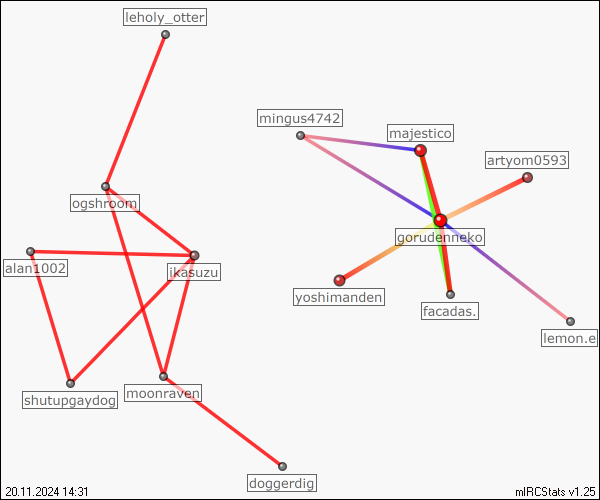 leholy_otter
mingus4742
majestico
artyom0593
ogshroom
gorudenneko
alan1002
ikasuzu
yoshimanden
facadas.
lemon.e
shutupgaydog
moonraven
doggerdig
20.11.2024 14:31
mIRCStats v1.25